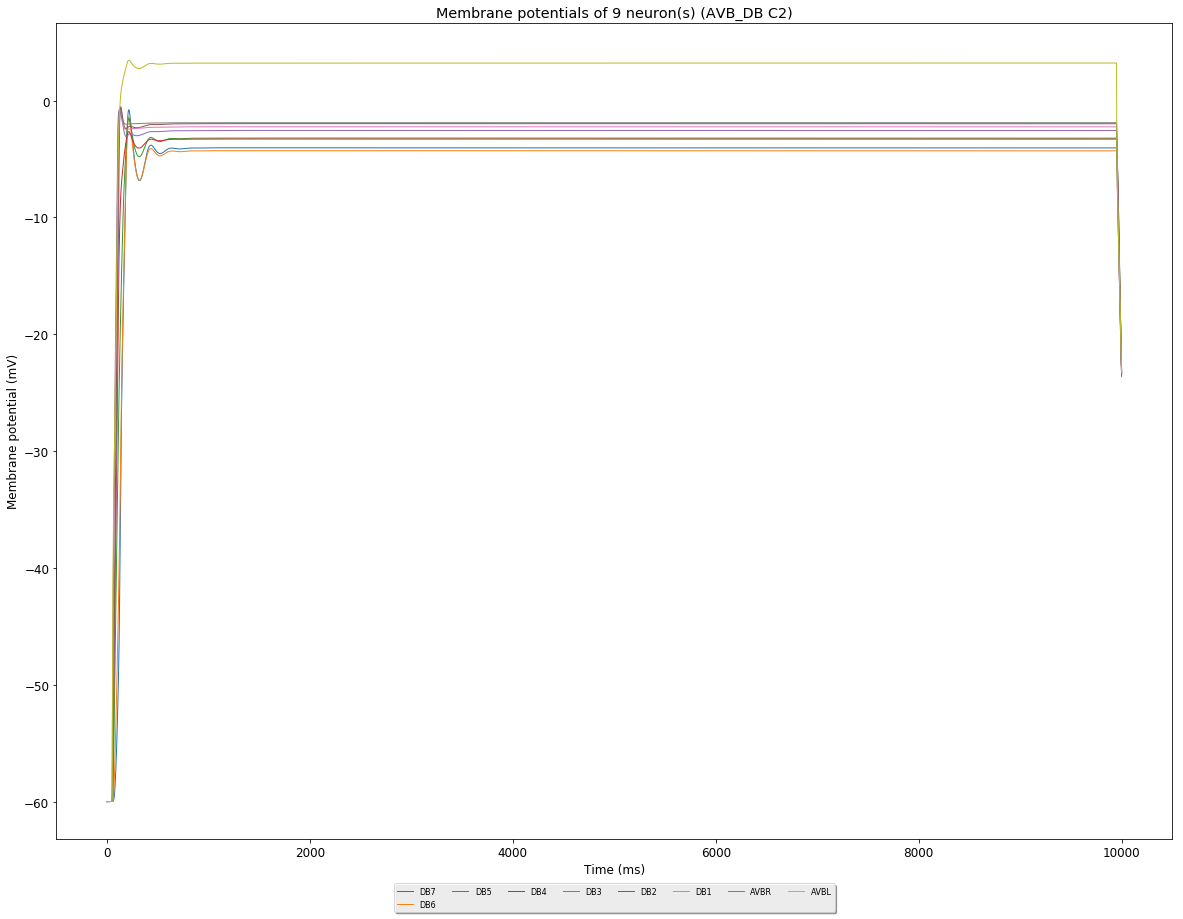 Membrane potentials of 9 neuron(s) (AVB_DB C2)
0
−10
−20
−30
−40
−50
−60
Membrane potential (mV)
0 2000 4000 6000 8000 10000
Time (ms)
DB7 DB5 DB4 DB3 DB2 DB1 AVBR AVBL
DB6